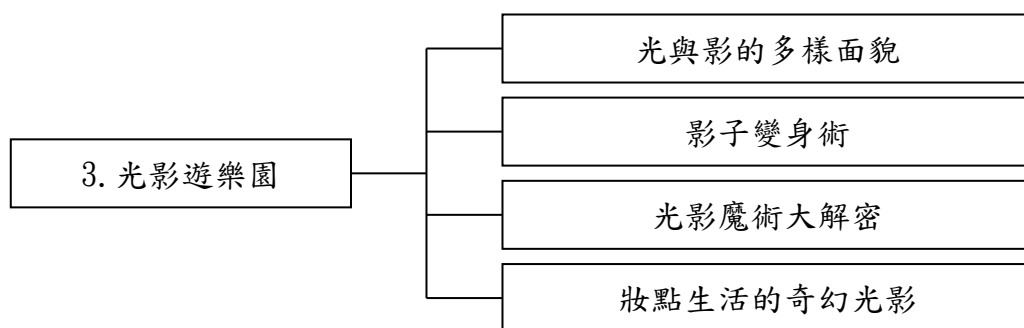 3.光影遊樂園
光與影的多樣面貌
影子變身術
光影魔術大解密
妝點生活的奇幻光影